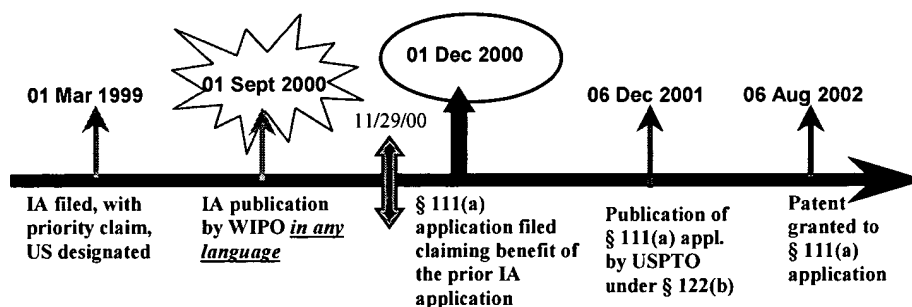 01 Mar 1999
01 Sept 2000
01 Dec 2000
06 Dec 2001
06 Aug 2002
11/29/00
IA filed, with
priority claim,
US designated
IA publication
by WIPO in any
language
§ 111(a)
application filed
claiming benefit of
the prior IA
application
Publication of
§ 111(a) appl.
by USPTO
under § 122(b)
Patent
granted to
§ 111(a)
application